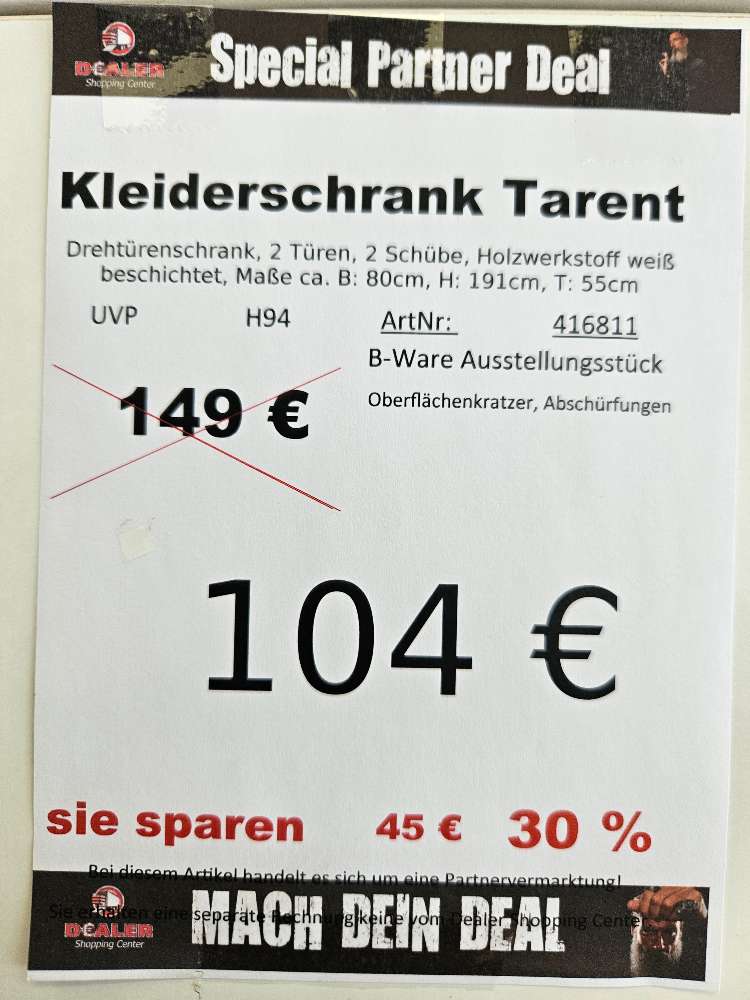 DEALER
Shopping Center
Special Partner Deal
Kleiderschrank Tarent
Drehtürenschrank, 2 Türen, 2 Schübe, Holzwerkstoff weiß
beschichtet, Maße ca. B: 80cm, H: 191cm, T: 55cm
UVP H94 ArtNr: 416811
B-Ware Ausstellungsstück
149 €
Oberflächenkratzer, Abschürfungen
104 €
sie sparen 45 € 30 %
Bei diesem Artikel handelt es sich um eine Partnervermarktung!
Sie erhalten eine separate Rechnung keine vom Dealer Shopping Center.
DEALER
Shopping Center
MACH DEIN DEAL